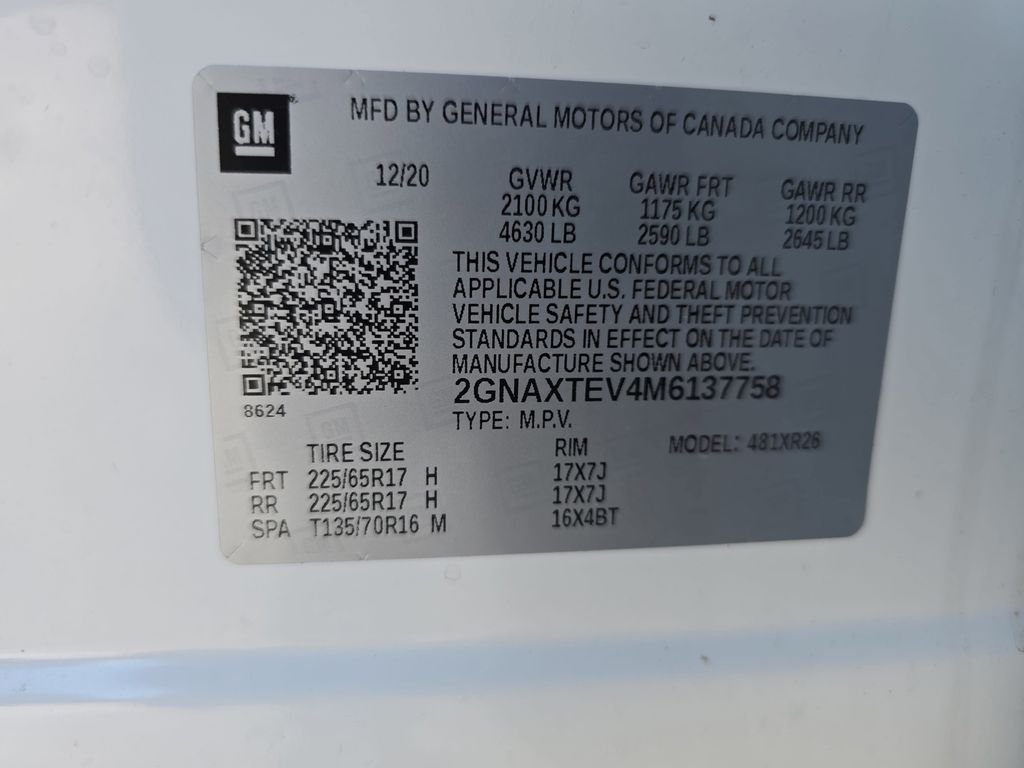 GM
MFD BY GENERAL MOTORS OF CANADA COMPANY
12/20 GVWR GAWR FRT GAWR RR
2100 KG 1175 KG 1200 KG
4630 LB 2590 LB 2645 LB
THIS VEHICLE CONFORMS TO ALL
APPLICABLE U.S. FEDERAL MOTOR
VEHICLE SAFETY AND THEFT PREVENTION
STANDARDS IN EFFECT ON THE DATE OF
MANUFACTURE SHOWN ABOVE.
2GNAXTEV4M6137758
8624
TYPE: M.P.V.
TIRE SIZE RIM MODEL: 481XR26
FRT 225/65R17 H 17X7J
RR 225/65R17 H 17X7J
SPA T135/70R16 M 16X4BT